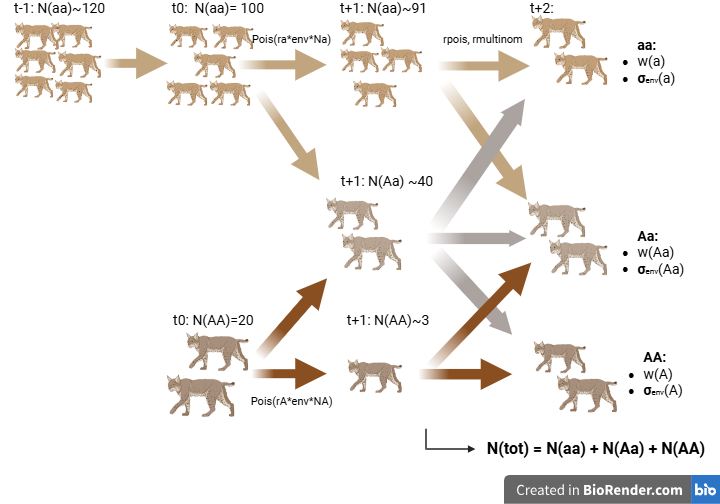 t-1: N(aa)~120
t0:  N(aa)= 100
t+1: N(aa)~91
t+2:
Pois(ra*env*Na)
rpois, rmultinom
aa:
• w(a)
• σenv(a)
t+1: N(Aa) ~40
Aa:
• w(Aa)
• σenv(Aa)
t0: N(AA)=20
t+1: N(AA)~3
Pois(rA*env*NA)
AA:
• w(A)
• σenv(A)
N(tot) = N(aa) + N(Aa) + N(AA)
Created in BioRender.com bio